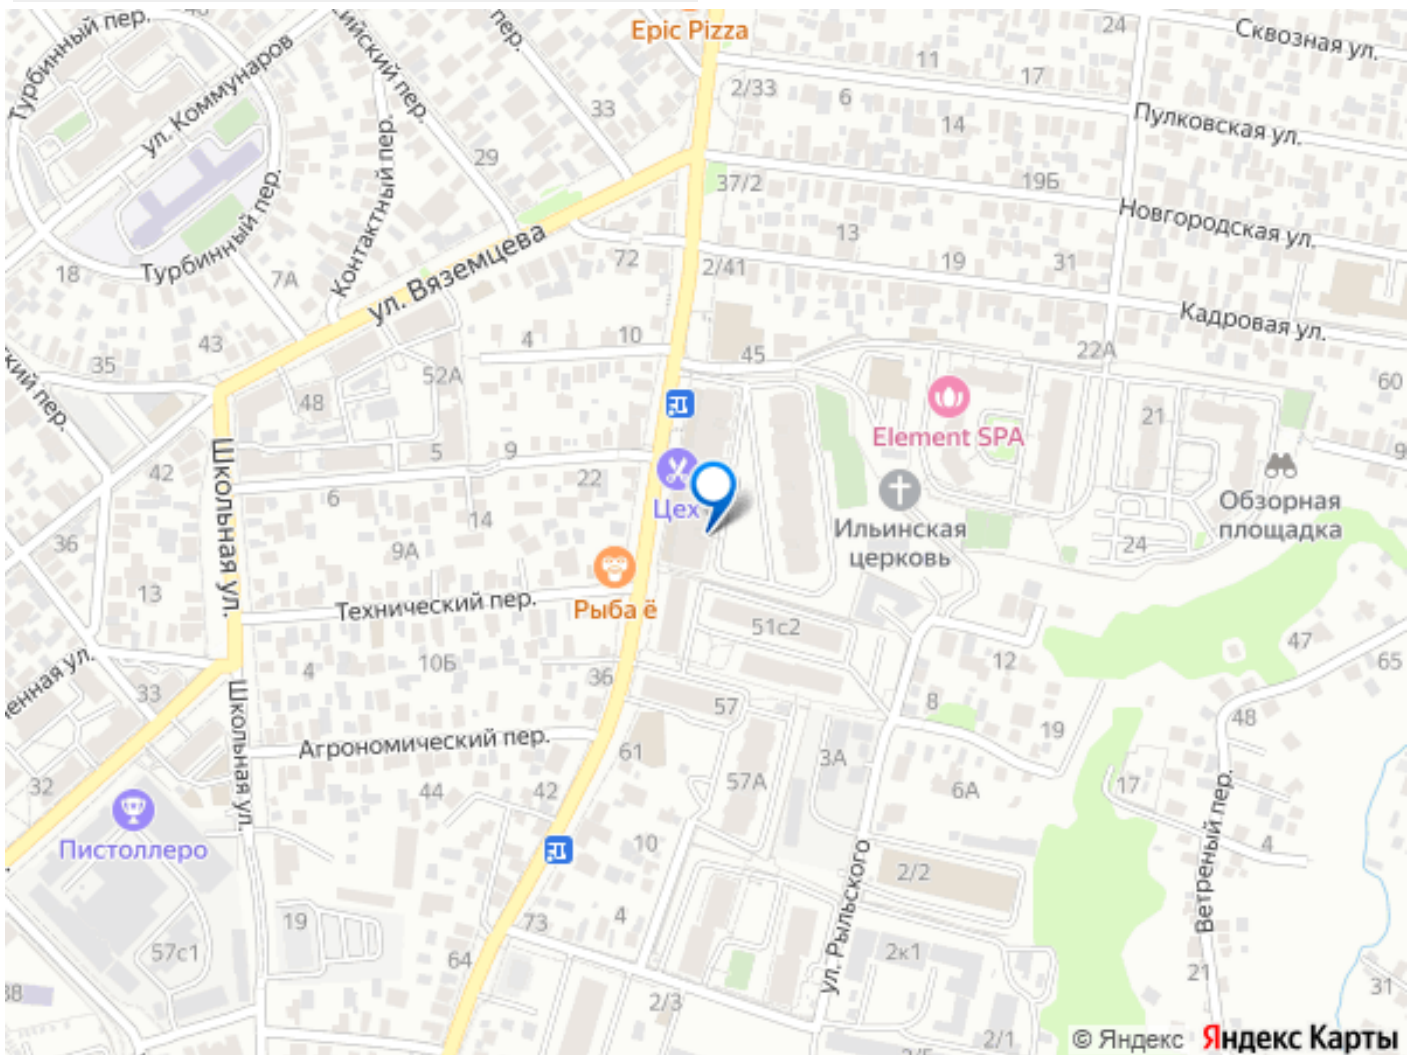 Epic Pizza
24
Сквозная ул.
Турбинный пер.
ул. Коммунаров
пер.
11
17
2/33
6
14
Пулковская ул.
33
29
Контактный пер.
37/2
19Б
Новгородская ул.
Турбинный пер.
18
7А
ул. Вяземцева
72
2/41
13
19
31
Кадровая ул.
43
35
4
10
45
22А
60
52А
48
Element SPA
21
9
5
9
22
42
6
14
Школьная ул.
Цех
Ильинская
церковь
Обзорная
площадка
36
9А
24
13
Технический пер.
Рыба ё
51с2
47
65
4
10Б
36
12
33
Школьная ул.
57
8
19
48
Агрономический пер.
61
3А
32
44
42
57А
6А
17
Пистоллеро
10
4
Ветреный пер.
2/2
ул. Рыльского
19
73
4
57с1
64
2к1
21
38
2/3
31
2/1
© Яндекс Яндекс Карты